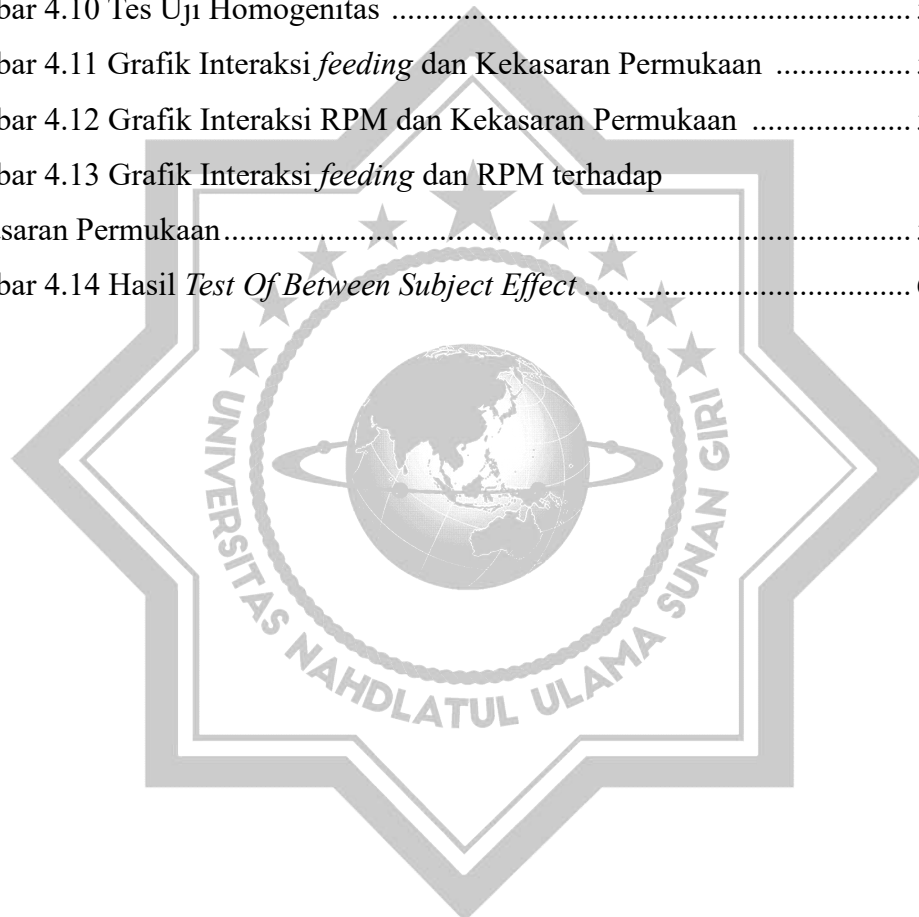 bar 4.10 Tes Uji Homogenitas ................................................................
bar 4.11 Grafik Interaksi feeding dan Kekasaran Permukaan .................
bar 4.12 Grafik Interaksi RPM dan Kekasaran Permukaan ....................
bar 4.13 Grafik Interaksi feeding dan RPM terhadap
saran Permukaan......................................................................................
bar 4.14 Hasil Test Of Between Subject Effect ........................................
UNIVERSITAS NAHDLATUL ULAMA SUNAN GIRI